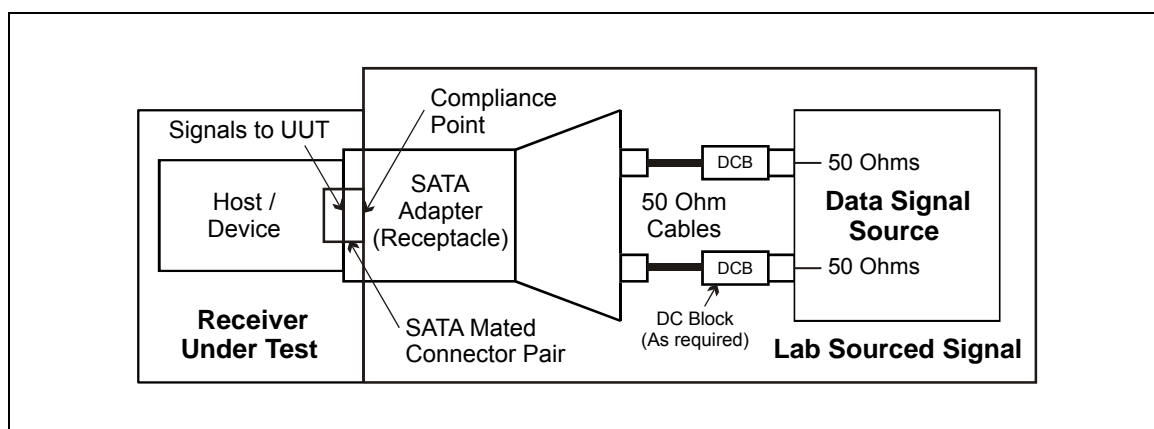 Compliance
Point
Signals to UUT
Host /
Device
SATA
Adapter
(Receptacle)
50 Ohm
Cables
DCB
DCB
50 Ohms
Data Signal
Source
50 Ohms
DC Block
(As required)
Receiver
Under Test
SATA Mated
Connector Pair
Lab Sourced Signal